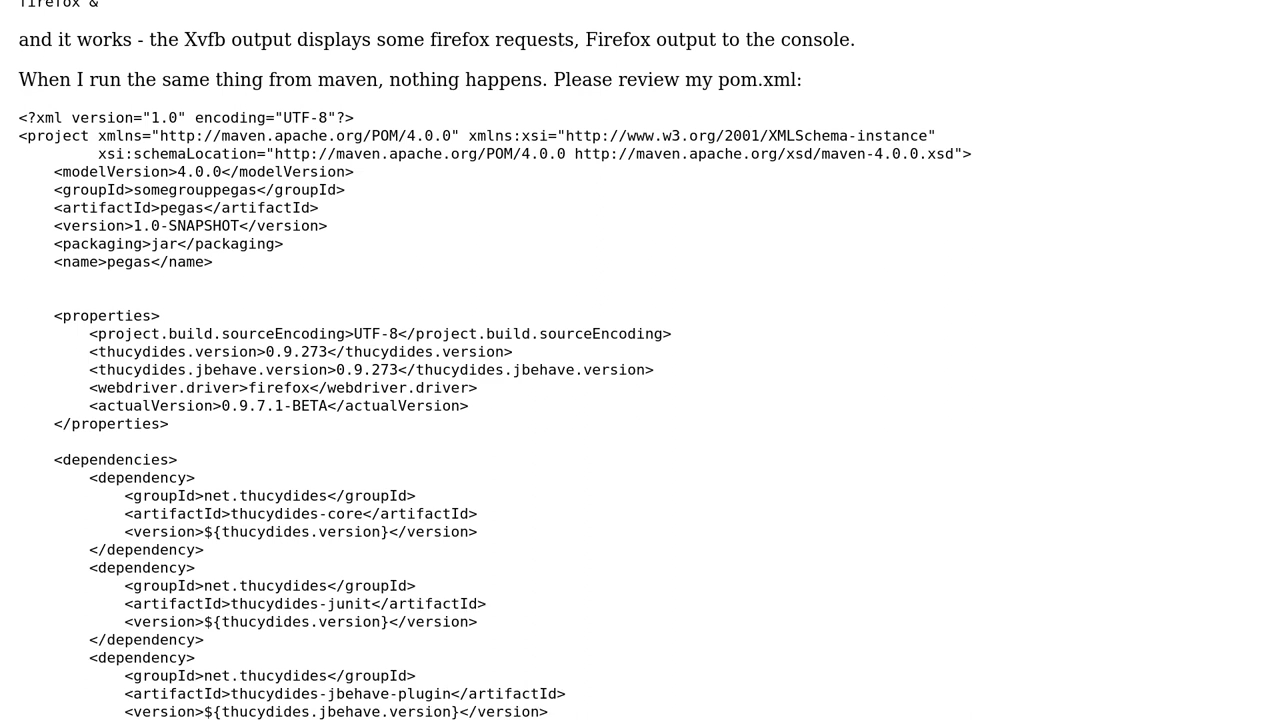 firefox &
and it works - the Xvfb output displays some firefox requests, Firefox output to the console.
When I run the same thing from maven, nothing happens. Please review my pom.xml:
<?xml version="1.0" encoding="UTF-8"?>
<project xmlns="http://maven.apache.org/POM/4.0.0" xmlns:xsi="http://www.w3.org/2001/XMLSchema-instance"
         xsi:schemaLocation="http://maven.apache.org/POM/4.0.0 http://maven.apache.org/xsd/maven-4.0.0.xsd">
    <modelVersion>4.0.0</modelVersion>
    <groupId>somegrouppegas</groupId>
    <artifactId>pegas</artifactId>
    <version>1.0-SNAPSHOT</version>
    <packaging>jar</packaging>
    <name>pegas</name>
    <properties>
        <project.build.sourceEncoding>UTF-8</project.build.sourceEncoding>
        <thucydides.version>0.9.273</thucydides.version>
        <thucydides.jbehave.version>0.9.273</thucydides.jbehave.version>
        <webdriver.driver>firefox</webdriver.driver>
        <actualVersion>0.9.7.1-BETA</actualVersion>
    </properties>
    <dependencies>
        <dependency>
            <groupId>net.thucydides</groupId>
            <artifactId>thucydides-core</artifactId>
            <version>${thucydides.version}</version>
        </dependency>
        <dependency>
            <groupId>net.thucydides</groupId>
            <artifactId>thucydides-junit</artifactId>
            <version>${thucydides.version}</version>
        </dependency>
        <dependency>
            <groupId>net.thucydides</groupId>
            <artifactId>thucydides-jbehave-plugin</artifactId>
            <version>${thucydides.jbehave.version}</version>